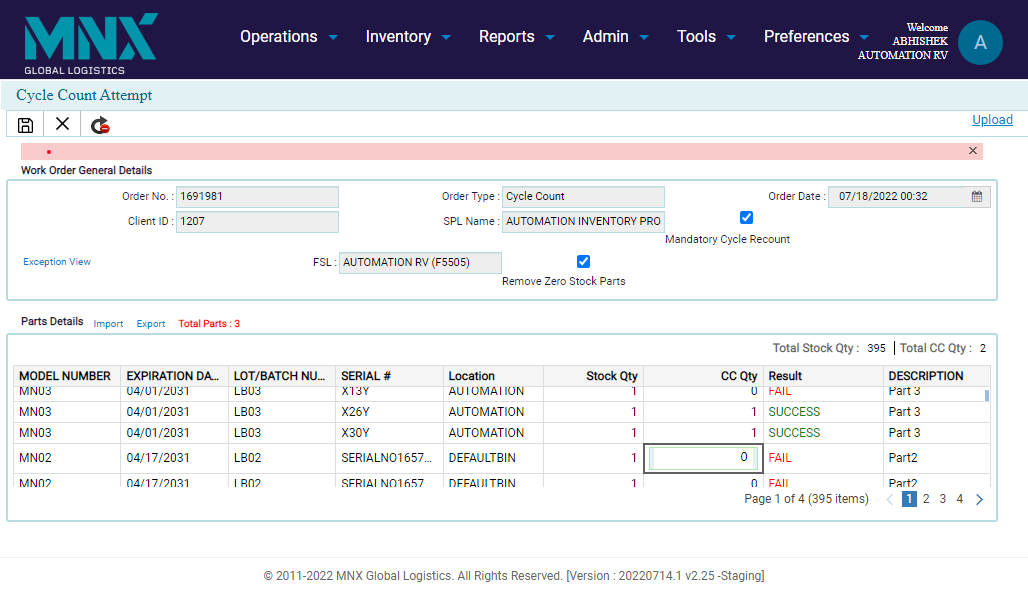 MNX
GLOBAL LOGISTICS
Operations Inventory Reports Admin Tools Preferences
Welcome
ABHISHEK
AUTOMATION RV
A
Cycle Count Attempt
Upload
Work Order General Details
Order No. : 1691981 Order Type : Cycle Count Order Date : 07/18/2022 00:32
Client ID : 1207 SPL Name : AUTOMATION INVENTORY PRO
Mandatory Cycle Recount
Exception View FSL : AUTOMATION RV (F5505)
Remove Zero Stock Parts
Parts Details Import Export Total Parts : 3
Total Stock Qty : 395 Total CC Qty : 2
MODEL NUMBER EXPIRATION DA... LOT/BATCH NU... SERIAL # Location Stock Qty CC Qty Result DESCRIPTION
MN03 04/01/2031 LB03 X13Y AUTOMATION 1 0 FAIL Part 3
MN03 04/01/2031 LB03 X26Y AUTOMATION 1 1 SUCCESS Part 3
MN03 04/01/2031 LB03 X30Y AUTOMATION 1 1 SUCCESS Part 3
MN02 04/17/2031 LB02 SERIALNO1657... DEFAULTBIN 1 0 FAIL Part2
MN02 04/17/2031 LB02 SERIALNO1657 DEFAULTBIN 1 0 FAIL Part2
Page 1 of 4 (395 items) 1 2 3 4
© 2011-2022 MNX Global Logistics. All Rights Reserved. [Version : 20220714.1 v2.25 -Staging]